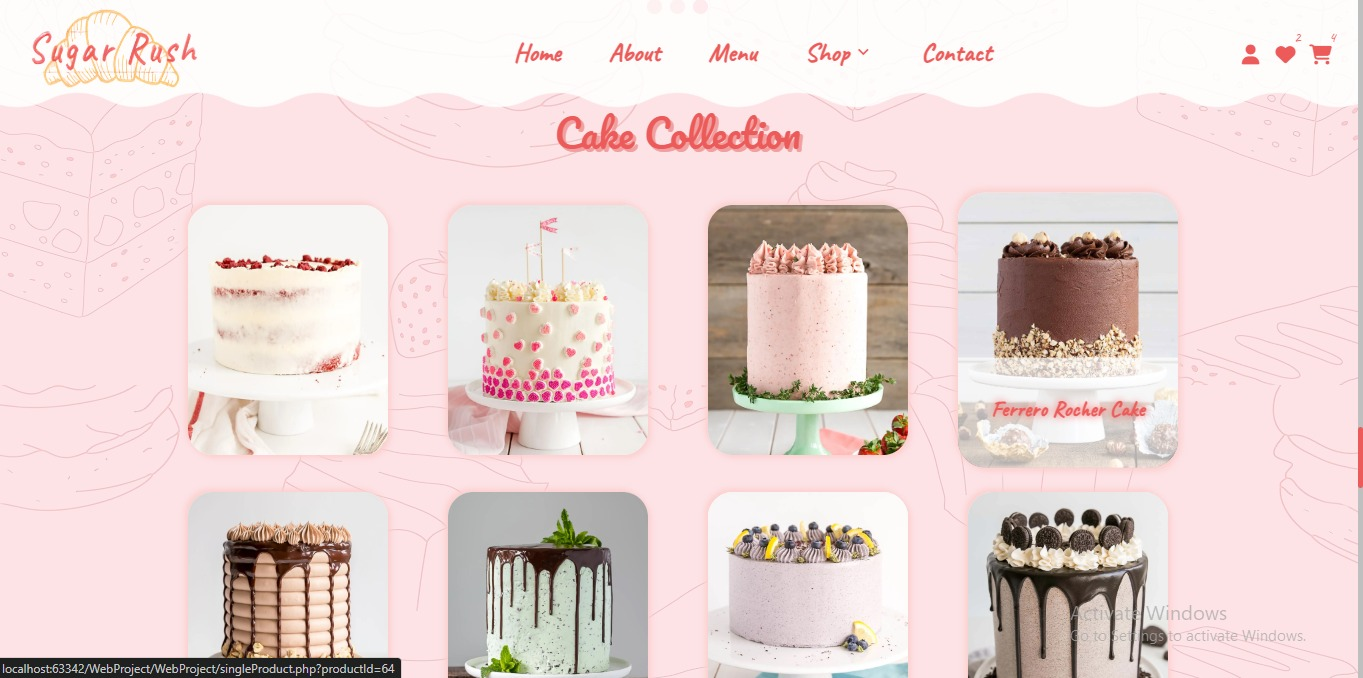 Sugar Rush
Home
About
Menu
Shop
Contact
2
4
Cake Collection
Ferrero Rocher Cake
Activate Windows
Go to Settings to activate Windows.
localhost:63342/WebProject/WebProject/singleProduct.php?productId=64